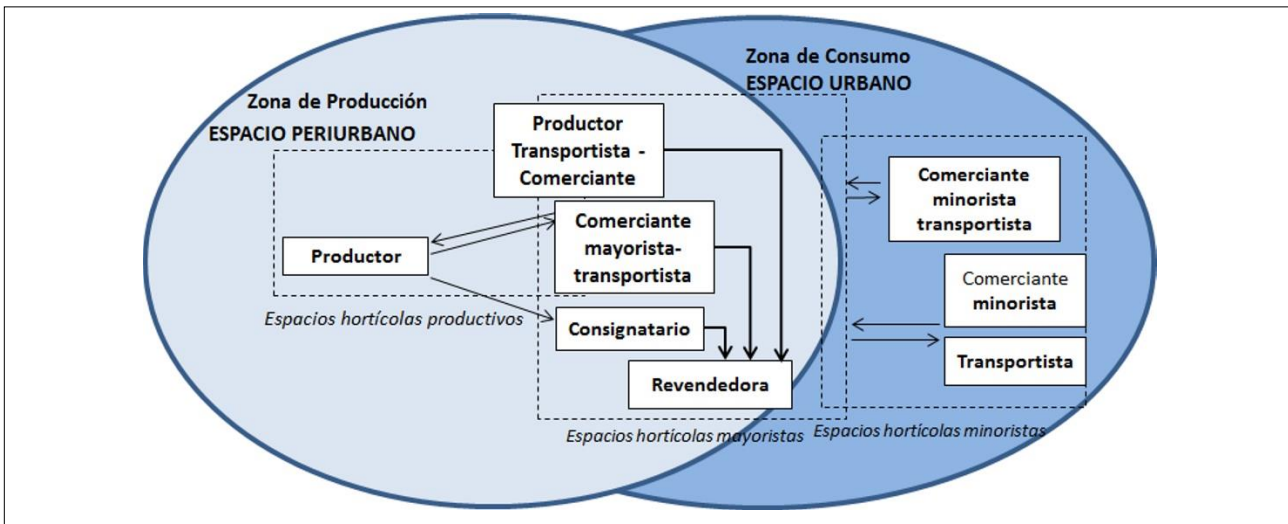 Zona de Producción
ESPACIO PERIURBANO
Zona de Consumo
ESPACIO URBANO
Productor
Transportista -
Comerciante
Comerciante
mayorista-
transportista
Productor
Espacios hortícolas productivos
Consignatario
Revendedora
Espacios hortícolas mayoristas
Comerciante
minorista
transportista
Comerciante
minorista
Transportista
Espacios hortícolas minoristas